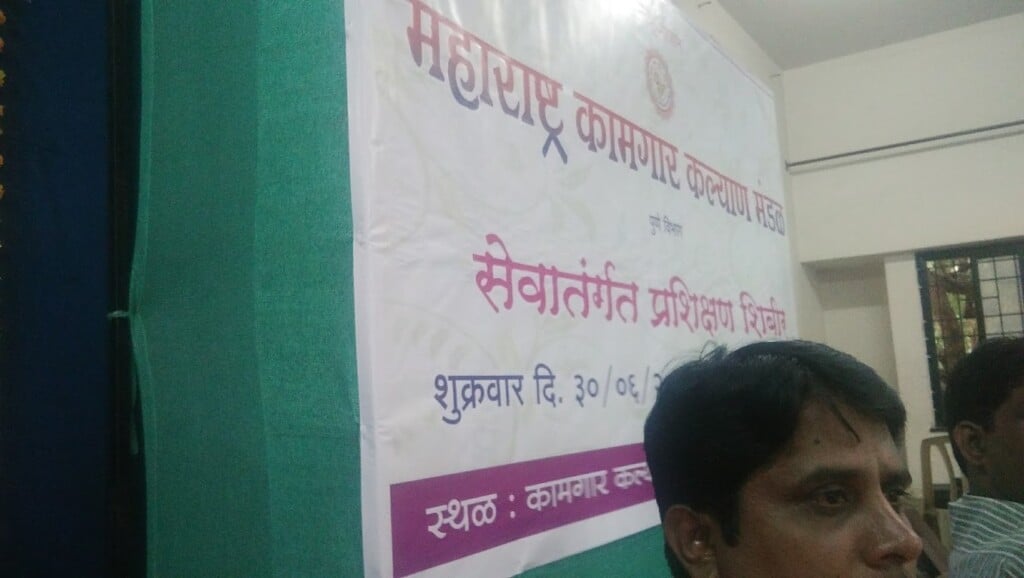 महाराष्ट्र कामगार कल्याण मंडळ
पुणे विभाग
सेवातंर्गत प्रशिक्षण शिबीर
शुक्रवार दि. ३०/०६/
स्थळ : कामगार